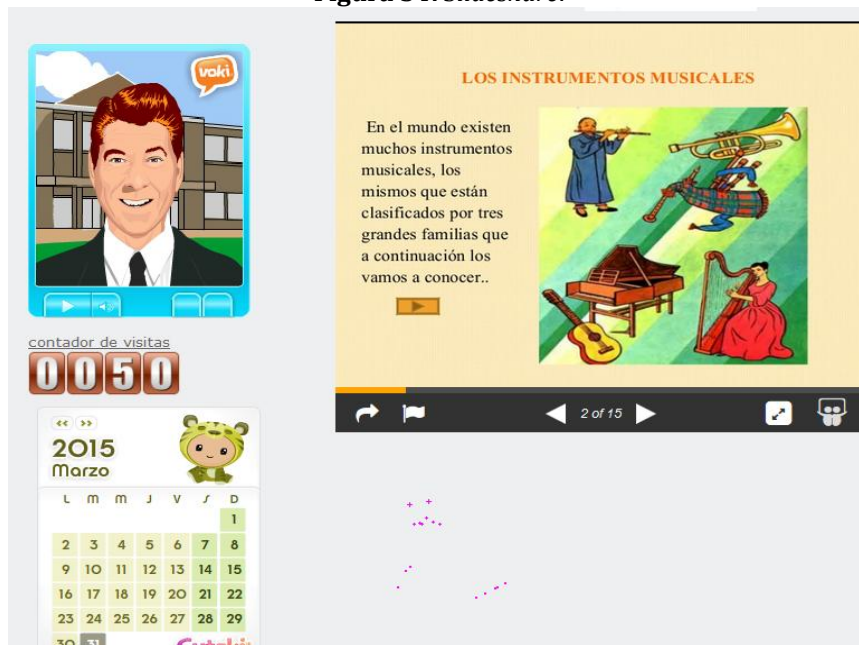 voki
contador de visitas
0050
LOS INSTRUMENTOS MUSICALES
En el mundo existen
muchos instrumentos
musicales, los
mismos que están
clasificados por tres
grandes familias que
a continuación los
vamos a conocer..
2 of 15
<< >>
2015
Marzo
L m m J V S D
1
2 3 4 5 6 7 8
9 10 11 12 13 14 15
16 17 18 19 20 21 22
23 24 25 26 27 28 29
30 31